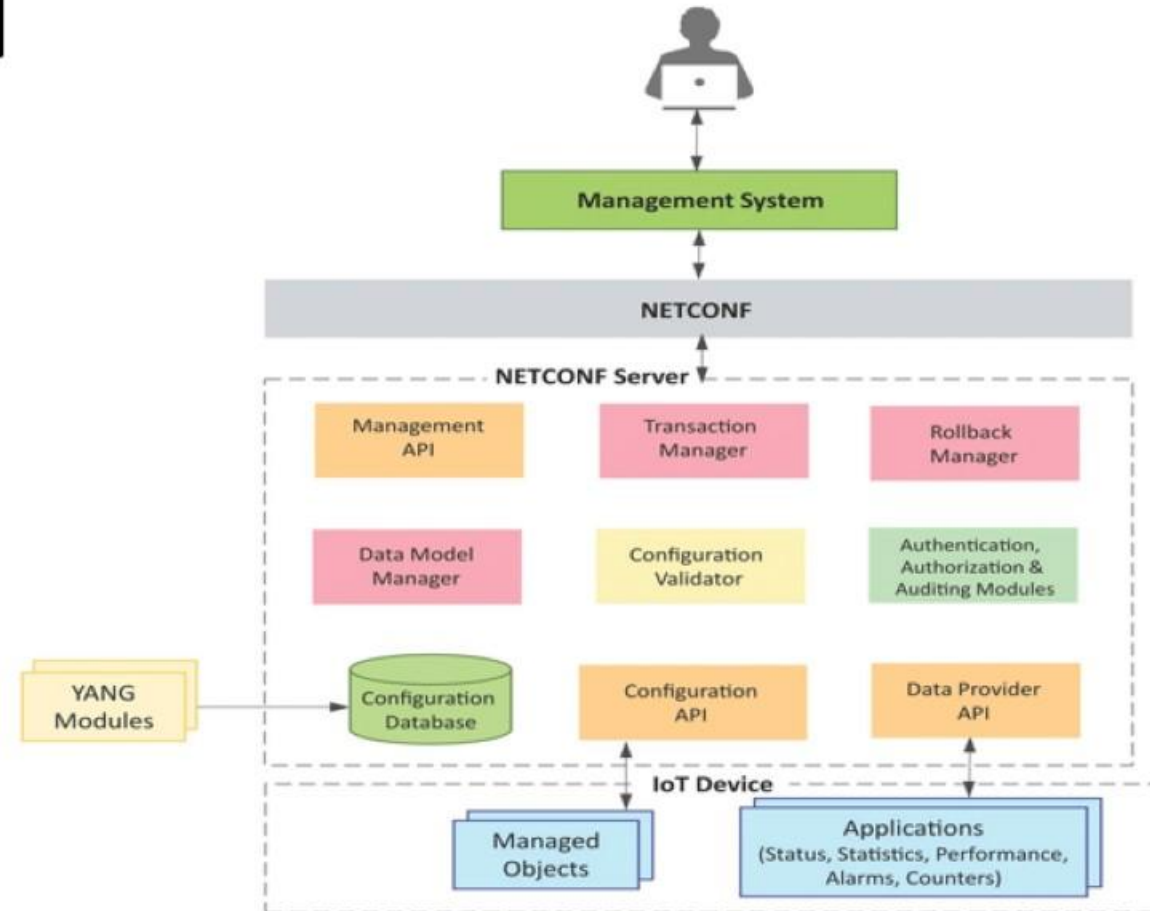 Management System
NETCONF
NETCONF Server
Management
API
Transaction
Manager
Rollback
Manager
Data Model
Manager
Configuration
Validator
Authentication,
Authorization &
Auditing Modules
YANG
Modules
Configuration
Database
Configuration
API
Data Provider
API
IoT Device
Managed
Objects
Applications
(Status, Statistics, Performance,
Alarms, Counters)